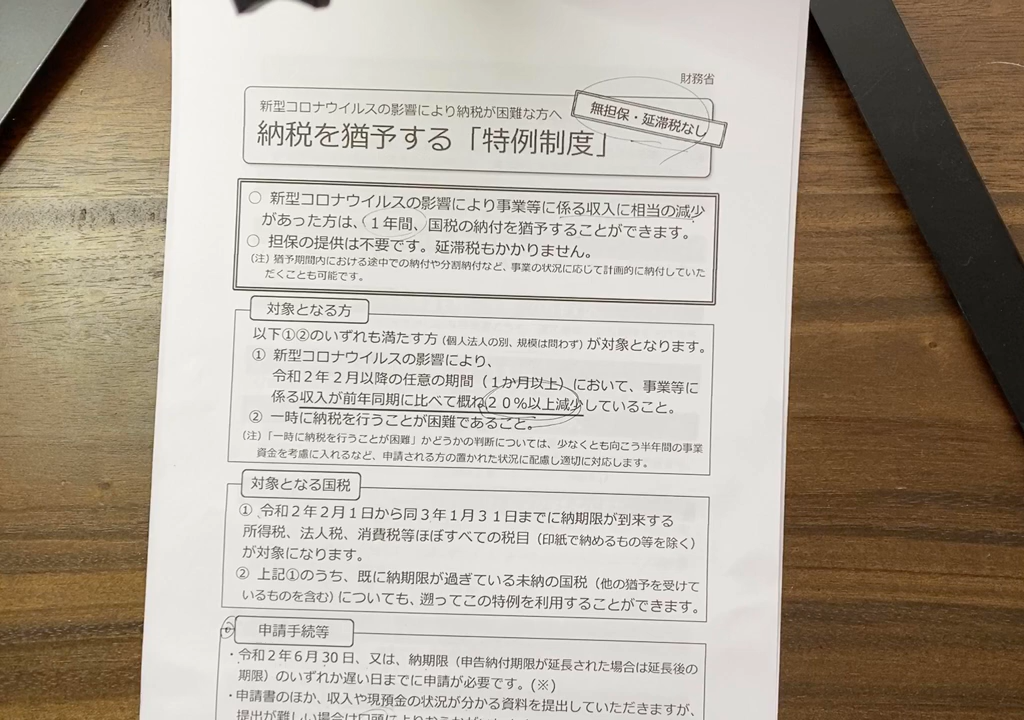 財務省
新型コロナウイルスの影響により納税が困難な方へ
無担保・延滞税なし
納税を猶予する「特例制度」
○ 新型コロナウイルスの影響により事業等に係る収入に相当の減少
があった方は、１年間、国税の納付を猶予することができます。
○ 担保の提供は不要です。延滞税もかかりません。
（注）猶予期間内における途中での納付や分割納付など、事業の状況に応じて計画的に納付していた
だくことも可能です。
対象となる方
以下①②のいずれも満たす方（個人法人の別、規模は問わず）が対象となります。
① 新型コロナウイルスの影響により、
令和２年２月以降の任意の期間（１か月以上）において、事業等に
係る収入が前年同期に比べて概ね２０％以上減少していること。
② 一時に納税を行うことが困難であること。
（注）「一時に納税を行うことが困難」かどうかの判断については、少なくとも向こう半年間の事業
資金を考慮に入れるなど、申請される方の置かれた状況に配慮し適切に対応します。
対象となる国税
① 令和２年２月１日から同３年１月３１日までに納期限が到来する
所得税、法人税、消費税等ほぼすべての税目（印紙で納めるもの等を除く）
が対象になります。
② 上記①のうち、既に納期限が過ぎている未納の国税（他の猶予を受けて
いるものを含む）についても、遡ってこの特例を利用することができます。
申請手続等
・令和２年６月30日、又は、納期限（申告納付期限が延長された場合は延長後の
期限）のいずれか遅い日までに申請が必要です。(※)
・申請書のほか、収入や現預金の状況が分かる資料を提出していただきますが、
提出が難しい場合は口頭により